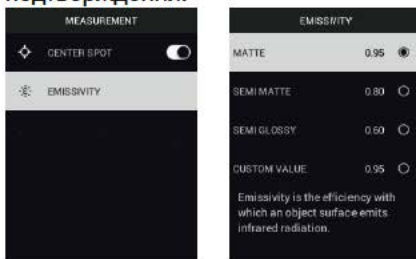 подтверждения.
MEASUREMENT
CENTER SPOT
EMISSIVITY
EMISSIVITY
MATTE 0.95
SEMI MATTE 0.80
SEMI GLOSSY 0.60
CUSTOM VALUE 0.95
Emissivity is the efficiency with
which an object surface emits
infrared radiation.